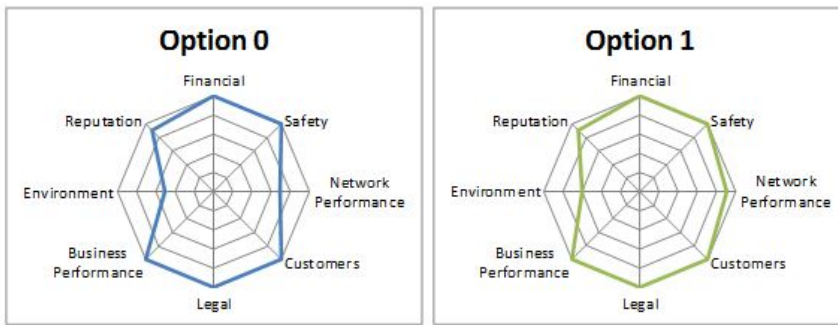 Option 0
Financial
Reputation
Safety
Environment
Network
Performance
Business
Performance
Customers
Legal
Option 1
Financial
Reputation
Safety
Environment
Network
Performance
Business
Performance
Customers
Legal